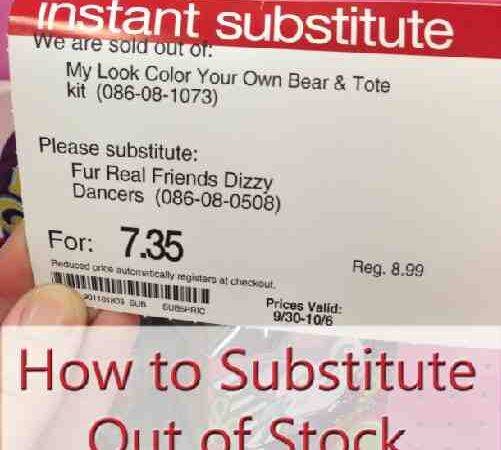 instant substitute
We are sold out of:
My Look Color Your Own Bear & Tote
kit (086-08-1073)
Please substitute:
Fur Real Friends Dizzy
Dancers (086-08-0508)
For: 7.35
Reg. 8.99
Reduced price automatically registers at checkout.
SUB SUBSPRIC
Prices Valid:
9/30-10/6
How to Substitute
Out of Stock